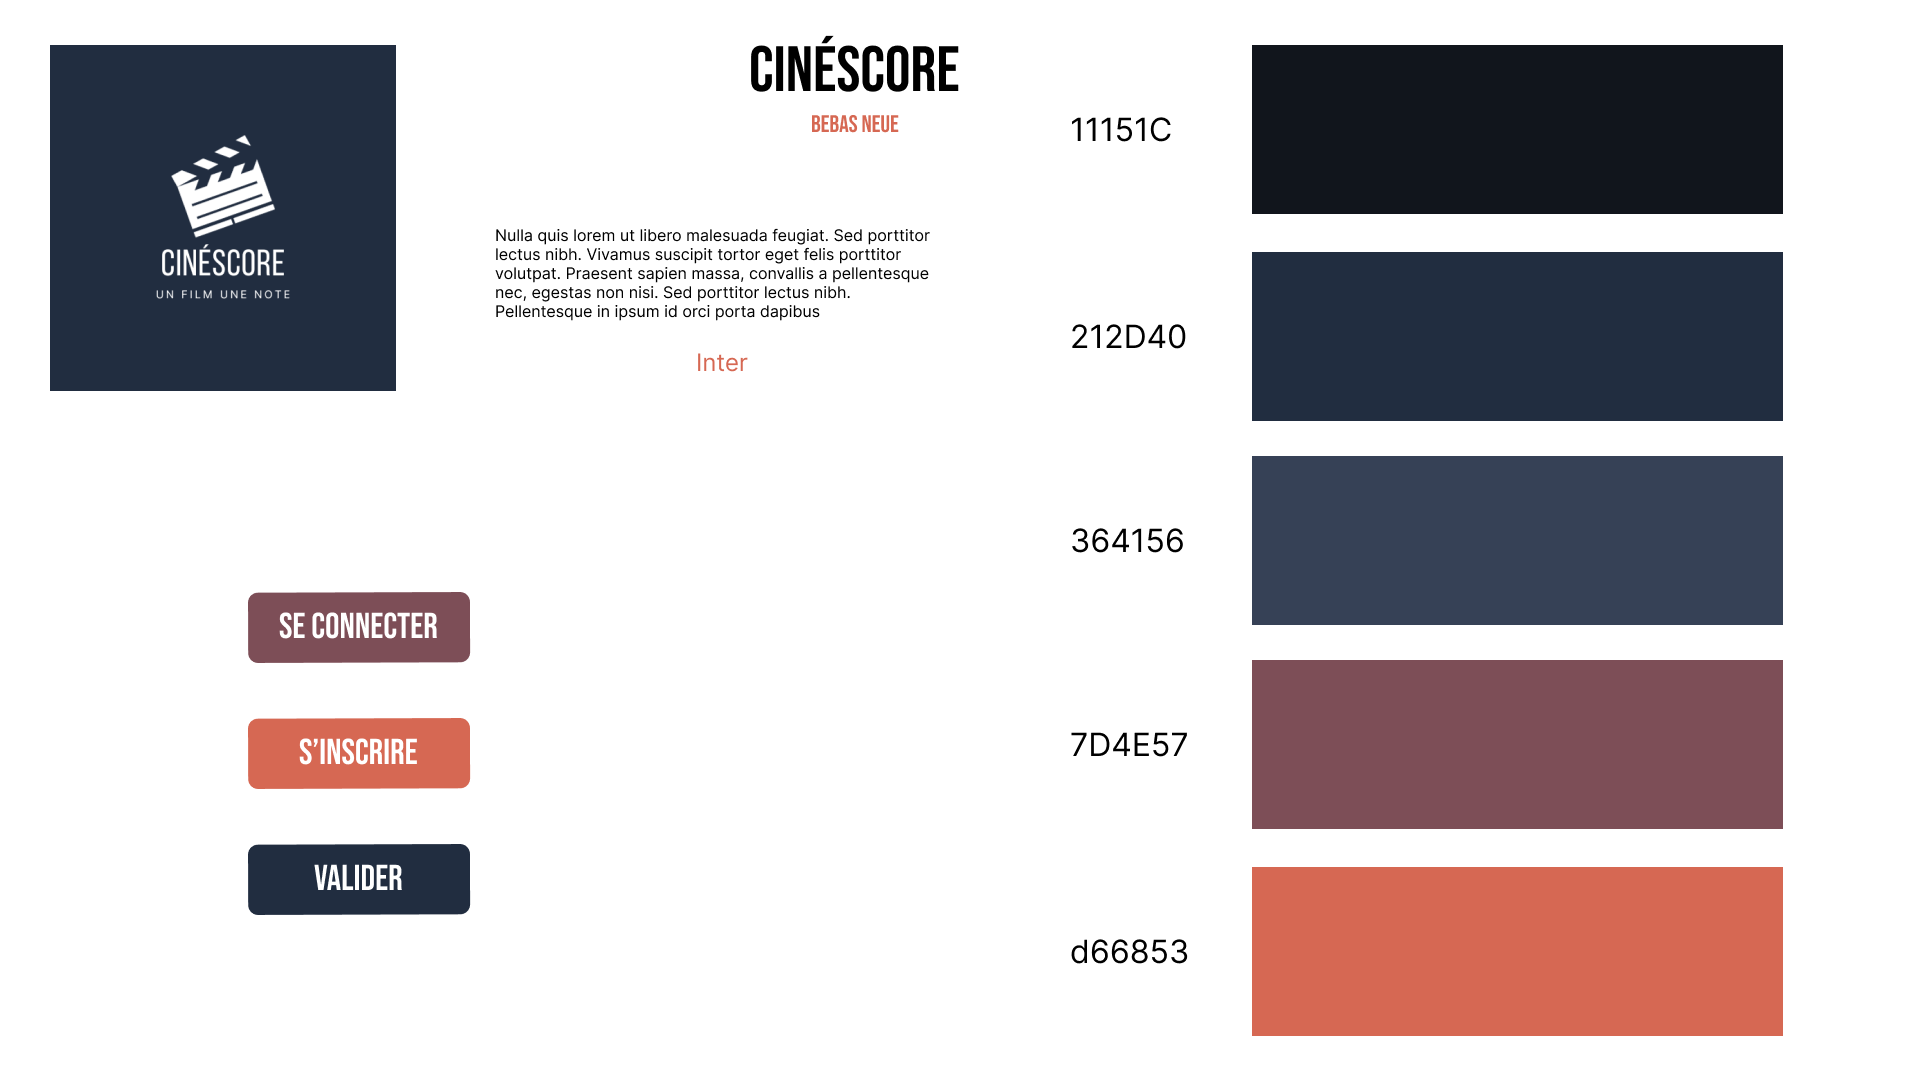 CINÉSCORE
UN FILM UNE NOTE
CINÉSCORE
BEBAS NEUE
Nulla quis lorem ut libero malesuada feugiat. Sed porttitor
lectus nibh. Vivamus suscipit tortor eget felis porttitor
volutpat. Praesent sapien massa, convallis a pellentesque
nec, egestas non nisi. Sed porttitor lectus nibh.
Pellentesque in ipsum id orci porta dapibus
Inter
SE CONNECTER
S’INSCRIRE
VALIDER
11151C
212D40
364156
7D4E57
d66853